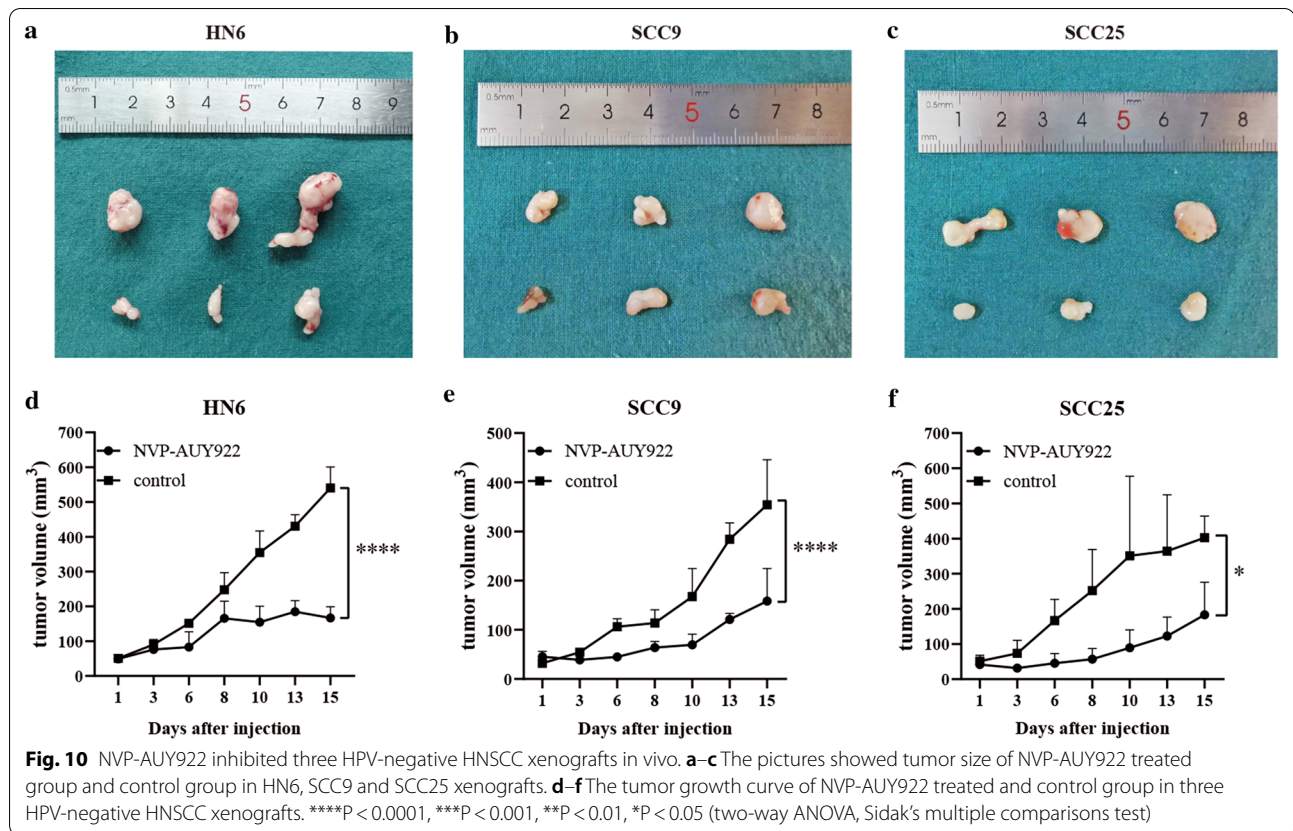 a HN6
b SCC9
c SCC25
0.5mm mm
1 2 3 4 5 6 7 8 9
mm
0.5mm mm
1 2 3 4 5 6 7 8
mm
0.5mm mm
1 2 3 4 5 6 7 8
mm
d HN6
NVP-AUY922
control
tumor volume (mm³)
700
600
500
400
300
200
100
0
****
1 3 6 8 10 13 15
Days after injection
e SCC9
NVP-AUY922
control
tumor volume (mm³)
500
400
300
200
100
0
****
1 3 6 8 10 13 15
Days after injection
f SCC25
NVP-AUY922
control
tumor volume (mm³)
700
600
500
400
300
200
100
0
*
1 3 6 8 10 13 15
Days after injection
Fig. 10 NVP-AUY922 inhibited three HPV-negative HNSCC xenografts in vivo. a–c The pictures showed tumor size of NVP-AUY922 treated
group and control group in HN6, SCC9 and SCC25 xenografts. d–f The tumor growth curve of NVP-AUY922 treated and control group in three
HPV-negative HNSCC xenografts. ****P < 0.0001, ***P < 0.001, **P < 0.01, *P < 0.05 (two-way ANOVA, Sidak's multiple comparisons test)